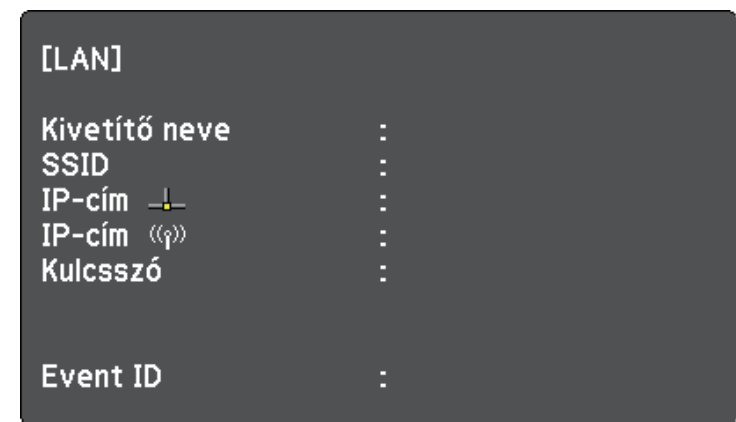 [LAN]
Kivetítő neve :
SSID :
IP-cím :
IP-cím :
Kulcsszó :
Event ID :